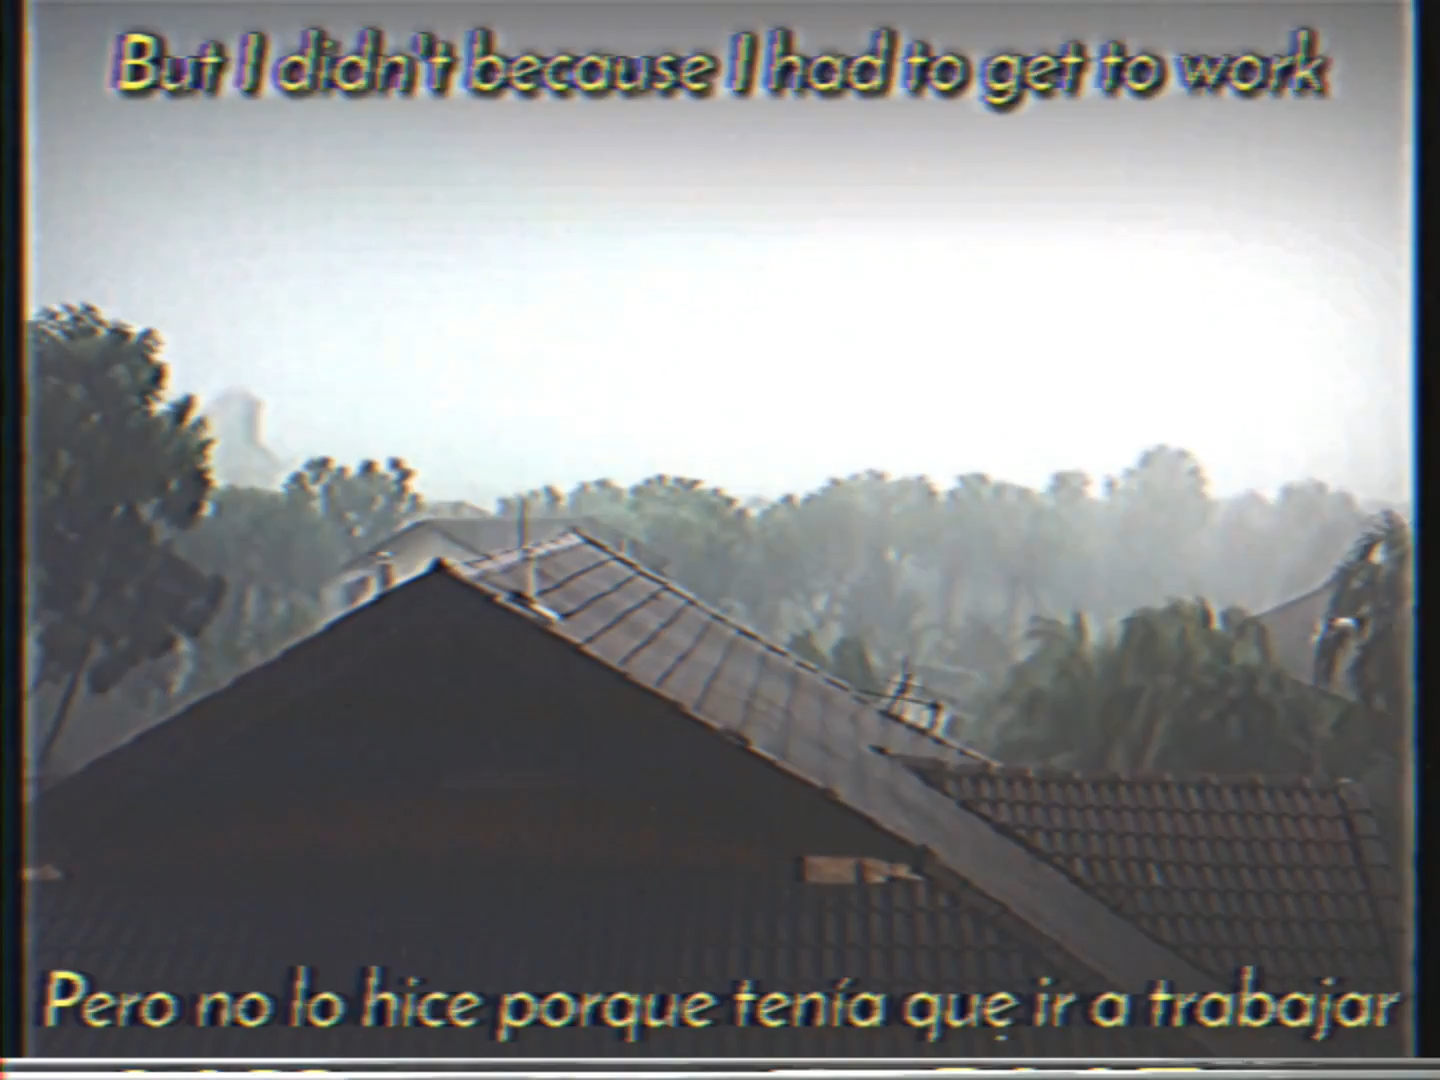 But I didn't because I had to get to work
Pero no lo hice porque tenía que ir a trabajar